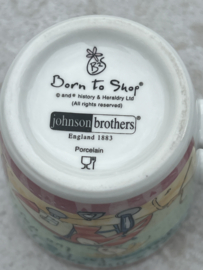 Born to Shop®
© and ® history & Heraldry Ltd
(All rights reserved)
johnson brothers®
England 1883
Porcelain